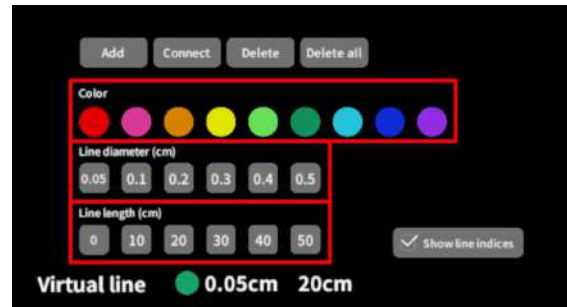 Add Connect Delete Delete all
Color
Line diameter (cm)
0.05 0.1 0.2 0.3 0.4 0.5
Line length (cm)
0 10 20 30 40 50
Show line indices
Virtual line 0.05cm 20cm